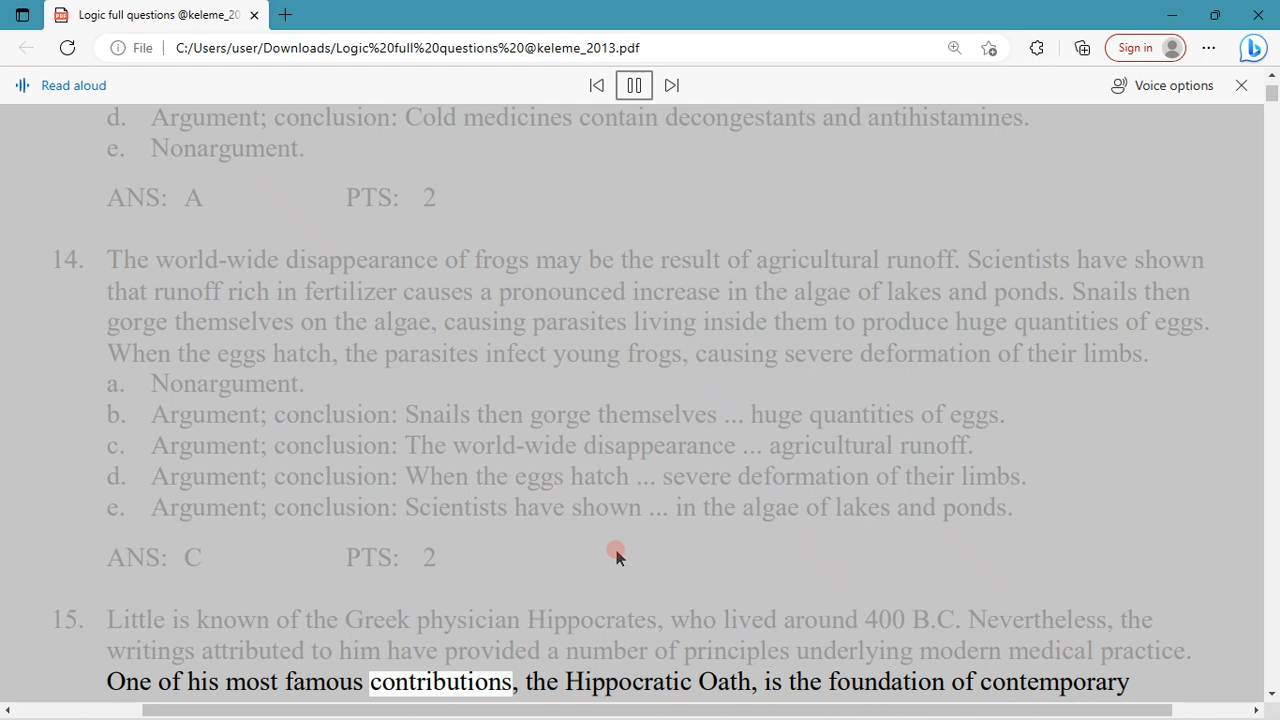 Logic full questions @keleme_20
File
C:/Users/user/Downloads/Logic%20full%20questions%20@keleme_2013.pdf
Sign in
Read aloud
Voice options
d. Argument; conclusion: Cold medicines contain decongestants and antihistamines.
e. Nonargument.
ANS: A PTS: 2
14. The world-wide disappearance of frogs may be the result of agricultural runoff. Scientists have shown
that runoff rich in fertilizer causes a pronounced increase in the algae of lakes and ponds. Snails then
gorge themselves on the algae, causing parasites living inside them to produce huge quantities of eggs.
When the eggs hatch, the parasites infect young frogs, causing severe deformation of their limbs.
a. Nonargument.
b. Argument; conclusion: Snails then gorge themselves ... huge quantities of eggs.
c. Argument; conclusion: The world-wide disappearance ... agricultural runoff.
d. Argument; conclusion: When the eggs hatch ... severe deformation of their limbs.
e. Argument; conclusion: Scientists have shown ... in the algae of lakes and ponds.
ANS: C PTS: 2
15. Little is known of the Greek physician Hippocrates, who lived around 400 B.C. Nevertheless, the
writings attributed to him have provided a number of principles underlying modern medical practice.
One of his most famous contributions, the Hippocratic Oath, is the foundation of contemporary